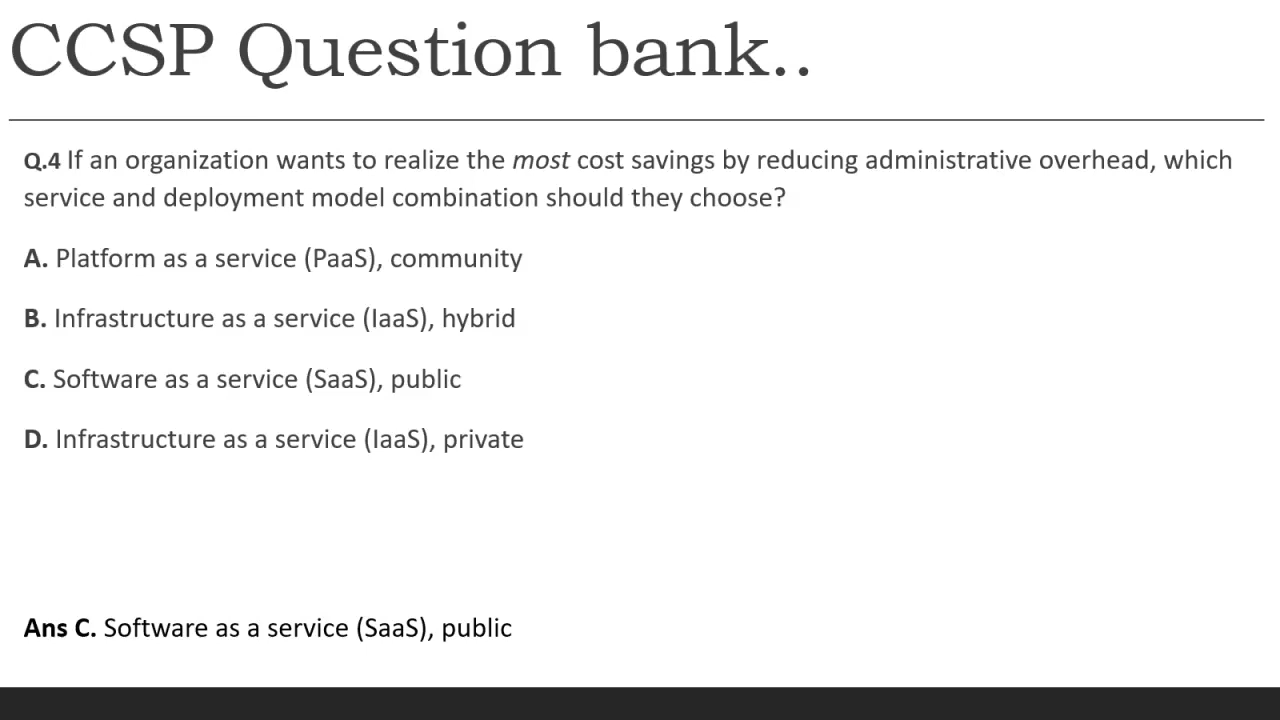 CCSP Question bank..
Q.4 If an organization wants to realize the most cost savings by reducing administrative overhead, which
service and deployment model combination should they choose?
A. Platform as a service (PaaS), community
B. Infrastructure as a service (IaaS), hybrid
C. Software as a service (SaaS), public
D. Infrastructure as a service (IaaS), private
Ans C. Software as a service (SaaS), public